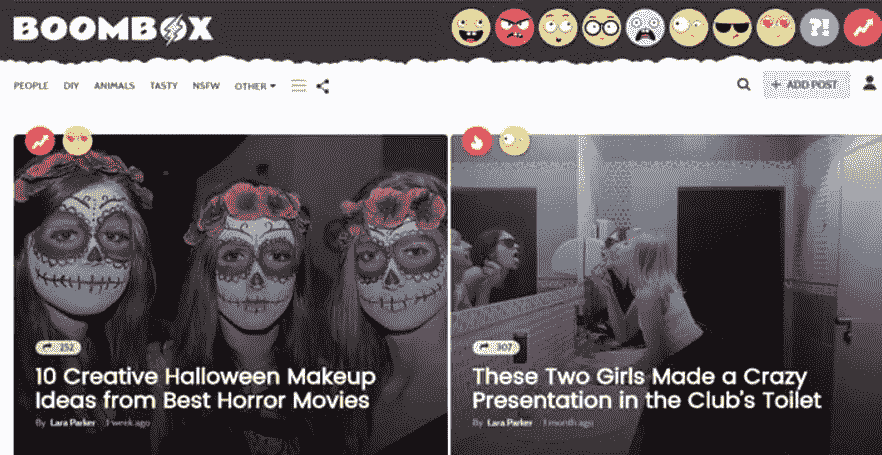 BOOMBOX
?!
PEOPLE DIY ANIMALS TASTY NSFW OTHER
+ ADD POST
252
10 Creative Halloween Makeup
Ideas from Best Horror Movies
By Lara Parker 1 week ago
307
These Two Girls Made a Crazy
Presentation in the Club's Toilet
By Lara Parker 1 month ago